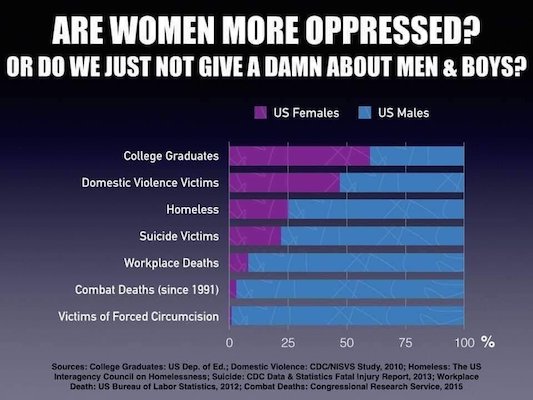 ARE WOMEN MORE OPPRESSED?
OR DO WE JUST NOT GIVE A DAMN ABOUT MEN & BOYS?
US Females US Males
College Graduates
Domestic Violence Victims
Homeless
Suicide Victims
Workplace Deaths
Combat Deaths (since 1991)
Victims of Forced Circumcision
0 25 50 75 100 %
Sources: College Graduates: US Dep. of Ed.; Domestic Violence: CDC/NISVS Study, 2010; Homeless: The US
Interagency Council on Homelessness; Suicide: CDC Data & Statistics Fatal Injury Report, 2013; Workplace
Death: US Bureau of Labor Statistics, 2012; Combat Deaths: Congressional Research Service, 2015